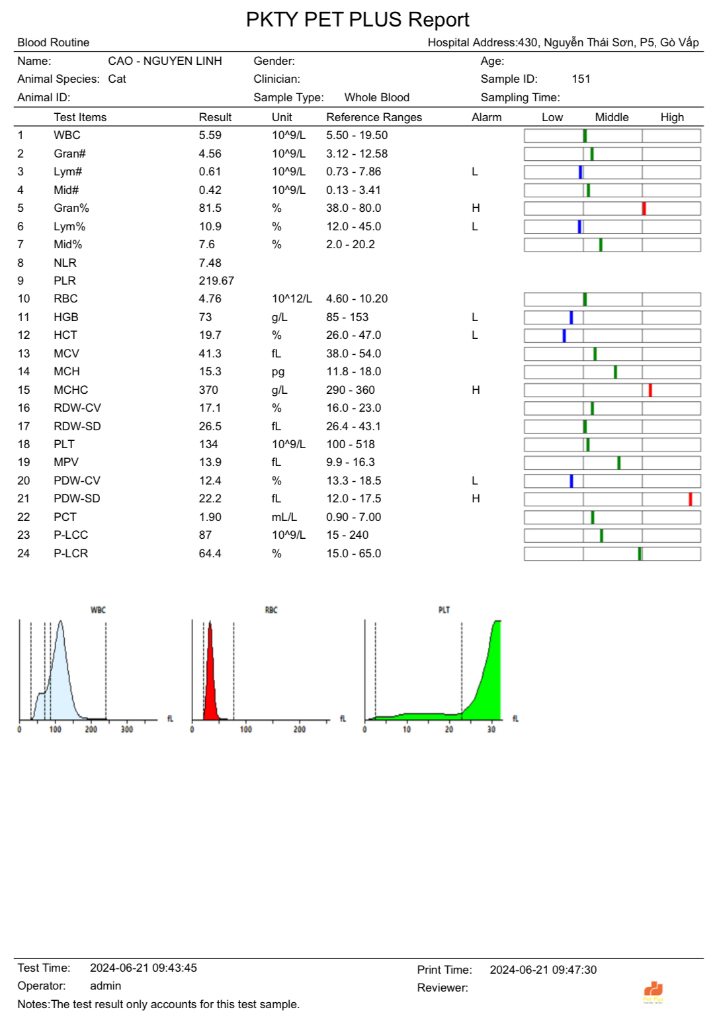 PKTY PET PLUS Report
Blood Routine Hospital Address:430, Nguyễn Thái Sơn, P5, Gò Vấp
Name: CAO - NGUYEN LINH Gender: Age:
Animal Species: Cat Clinician: Sample ID: 151
Animal ID: Sample Type: Whole Blood Sampling Time:
Test Items Result Unit Reference Ranges Alarm Low Middle High
1 WBC 5.59 10^9/L 5.50 - 19.50
2 Gran# 4.56 10^9/L 3.12 - 12.58
3 Lym# 0.61 10^9/L 0.73 - 7.86 L
4 Mid# 0.42 10^9/L 0.13 - 3.41
5 Gran% 81.5 % 38.0 - 80.0 H
6 Lym% 10.9 % 12.0 - 45.0 L
7 Mid% 7.6 % 2.0 - 20.2
8 NLR 7.48
9 PLR 219.67
10 RBC 4.76 10^12/L 4.60 - 10.20
11 HGB 73 g/L 85 - 153 L
12 HCT 19.7 % 26.0 - 47.0 L
13 MCV 41.3 fL 38.0 - 54.0
14 MCH 15.3 pg 11.8 - 18.0
15 MCHC 370 g/L 290 - 360 H
16 RDW-CV 17.1 % 16.0 - 23.0
17 RDW-SD 26.5 fL 26.4 - 43.1
18 PLT 134 10^9/L 100 - 518
19 MPV 13.9 fL 9.9 - 16.3
20 PDW-CV 12.4 % 13.3 - 18.5 L
21 PDW-SD 22.2 fL 12.0 - 17.5 H
22 PCT 1.90 mL/L 0.90 - 7.00
23 P-LCC 87 10^9/L 15 - 240
24 P-LCR 64.4 % 15.0 - 65.0
WBC RBC PLT
fL fL fL
0 100 200 300 0 100 200 0 10 20 30
Test Time: 2024-06-21 09:43:45 Print Time: 2024-06-21 09:47:30
Operator: admin Reviewer:
Notes:The test result only accounts for this test sample.